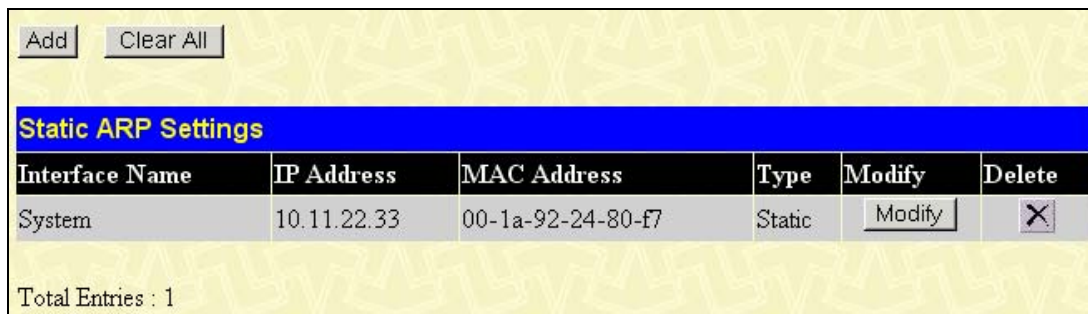 Add Clear All
Static ARP Settings
Interface Name IP Address MAC Address Type Modify Delete
System 10.11.22.33 00-1a-92-24-80-f7 Static Modify X
Total Entries : 1